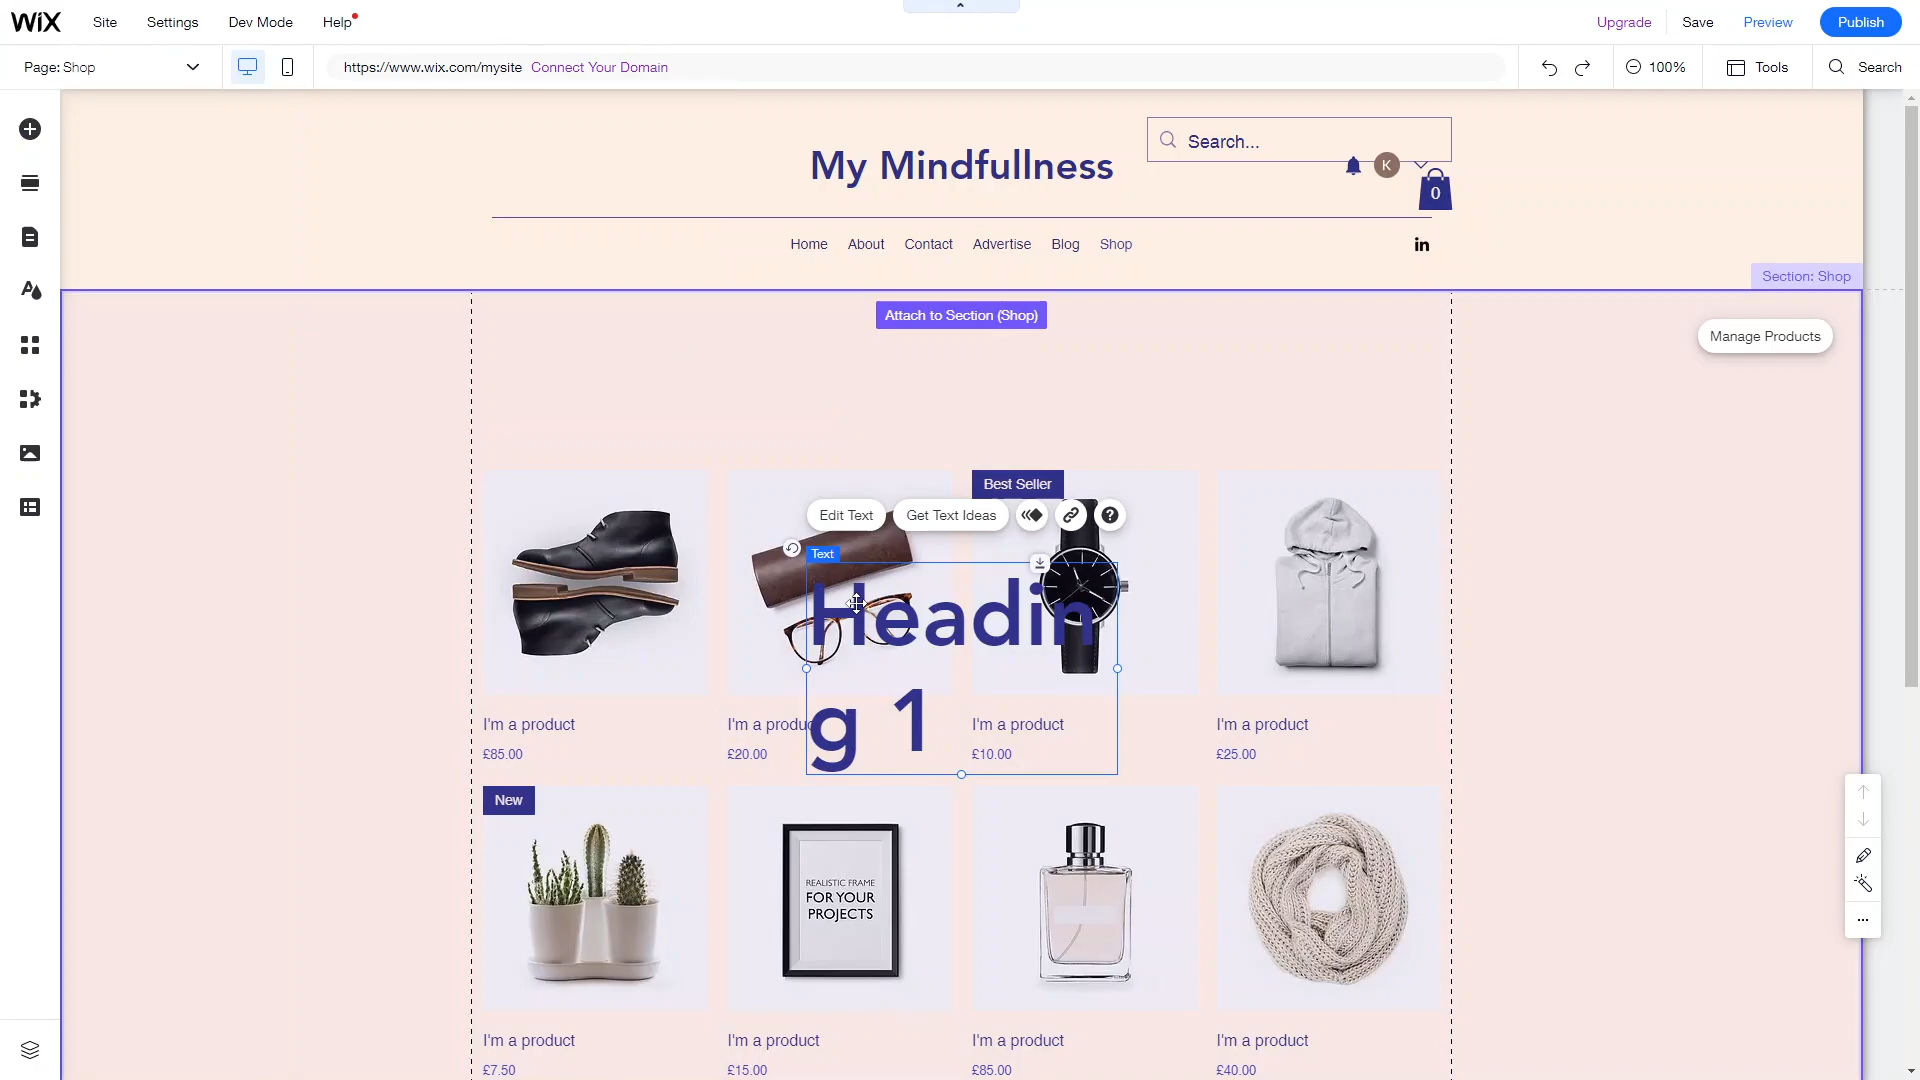 WiX Site Settings Dev Mode Help Upgrade Save Preview Publish
Page: Shop https://www.wix.com/mysite Connect Your Domain 100% Tools Search
My Mindfullness
Search...
K
0
Home About Contact Advertise Blog Shop in
Section: Shop
Attach to Section (Shop)
Manage Products
Best Seller
Edit Text Get Text Ideas ?
Text
Headin
g 1
I'm a product I'm a produc I'm a product I'm a product
£85.00 £20.00 £10.00 £25.00
New
REALISTIC FRAME
FOR YOUR
PROJECTS
I'm a product I'm a product I'm a product I'm a product
£7.50 £15.00 £85.00 £40.00